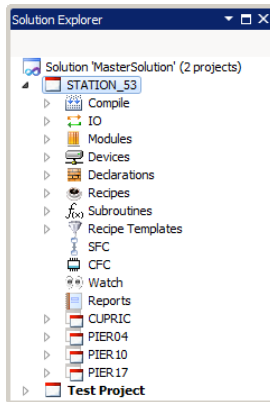 Solution Explorer
Solution 'MasterSolution' (2 projects)
STATION_53
Compile
IO
Modules
Devices
Declarations
Recipes
f(x) Subroutines
Recipe Templates
SFC
CFC
Watch
Reports
CUPRIC
PIER04
PIER10
PIER17
Test Project